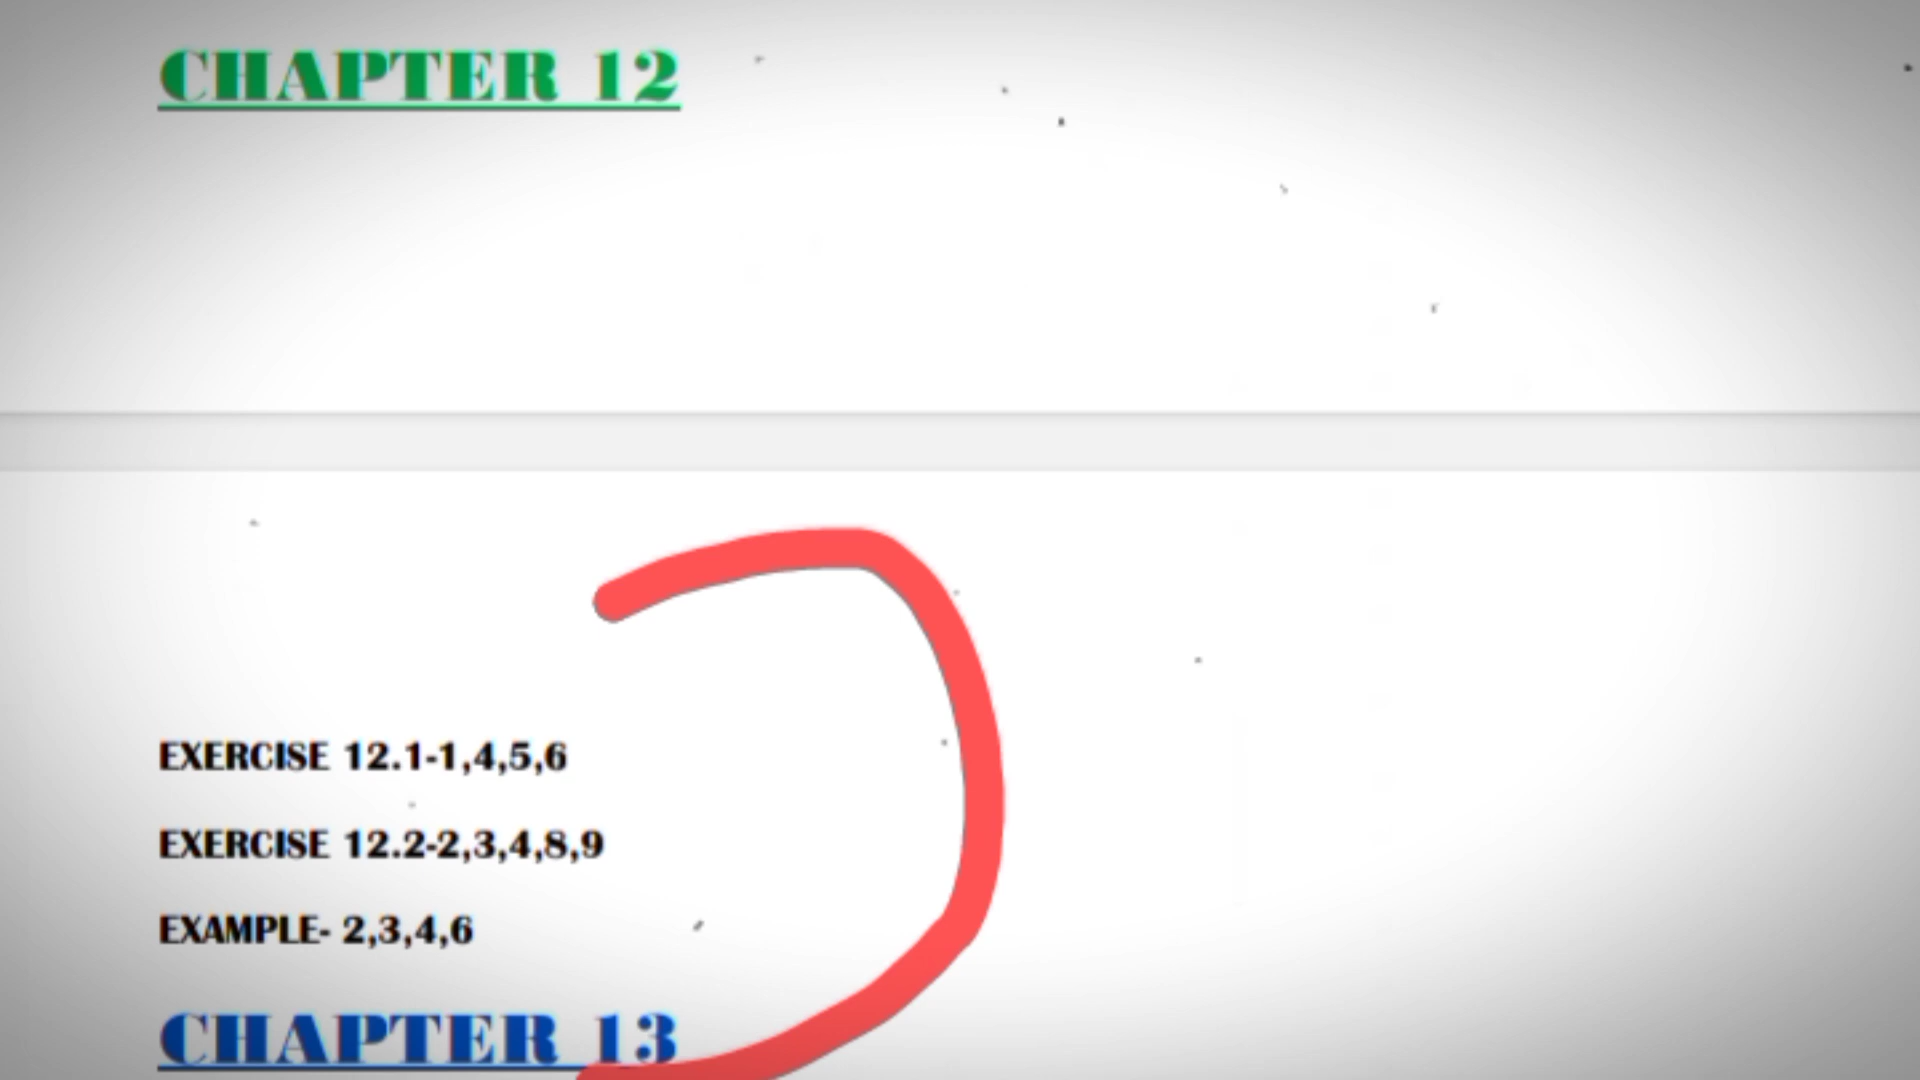 CHAPTER 12
EXERCISE 12.1-1,4,5,6
EXERCISE 12.2-2,3,4,8,9
EXAMPLE- 2,3,4,6
CHAPTER 13